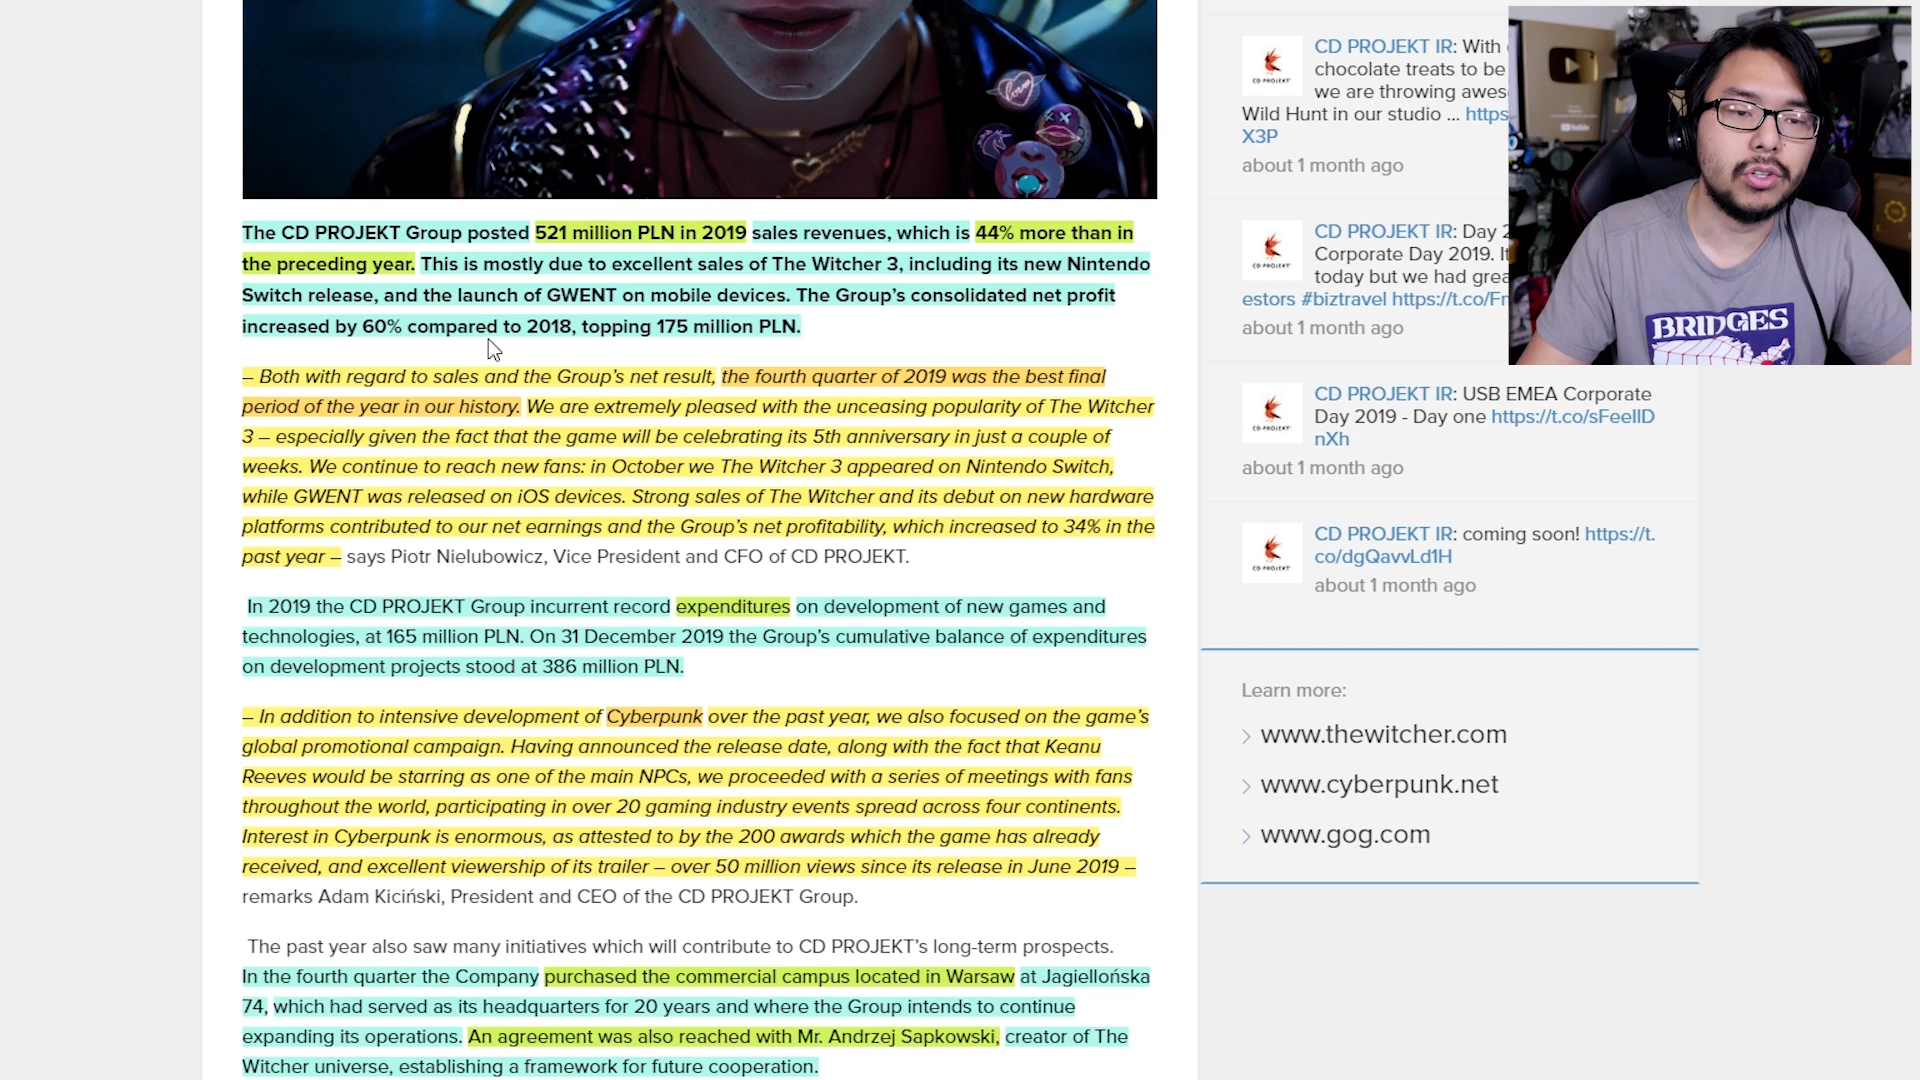 The CD PROJEKT Group posted 521 million PLN in 2019 sales revenues, which is 44% more than in
the preceding year. This is mostly due to excellent sales of The Witcher 3, including its new Nintendo
Switch release, and the launch of GWENT on mobile devices. The Group's consolidated net profit
increased by 60% compared to 2018, topping 175 million PLN.
– Both with regard to sales and the Group's net result, the fourth quarter of 2019 was the best final
period of the year in our history. We are extremely pleased with the unceasing popularity of The Witcher
3 – especially given the fact that the game will be celebrating its 5th anniversary in just a couple of
weeks. We continue to reach new fans: in October we The Witcher 3 appeared on Nintendo Switch,
while GWENT was released on iOS devices. Strong sales of The Witcher and its debut on new hardware
platforms contributed to our net earnings and the Group's net profitability, which increased to 34% in the
past year – says Piotr Nielubowicz, Vice President and CFO of CD PROJEKT.
In 2019 the CD PROJEKT Group incurrent record expenditures on development of new games and
technologies, at 165 million PLN. On 31 December 2019 the Group's cumulative balance of expenditures
on development projects stood at 386 million PLN.
– In addition to intensive development of Cyberpunk over the past year, we also focused on the game's
global promotional campaign. Having announced the release date, along with the fact that Keanu
Reeves would be starring as one of the main NPCs, we proceeded with a series of meetings with fans
throughout the world, participating in over 20 gaming industry events spread across four continents.
Interest in Cyberpunk is enormous, as attested to by the 200 awards which the game has already
received, and excellent viewership of its trailer – over 50 million views since its release in June 2019 –
remarks Adam Kiciński, President and CEO of the CD PROJEKT Group.
The past year also saw many initiatives which will contribute to CD PROJEKT's long-term prospects.
In the fourth quarter the Company purchased the commercial campus located in Warsaw at Jagiellońska
74, which had served as its headquarters for 20 years and where the Group intends to continue
expanding its operations. An agreement was also reached with Mr. Andrzej Sapkowski, creator of The
Witcher universe, establishing a framework for future cooperation.
CD PROJEKT IR: With
chocolate treats to be
we are throwing awes
Wild Hunt in our studio ... https
X3P
about 1 month ago
CD PROJEKT
CD PROJEKT IR: Day 2
Corporate Day 2019. It
today but we had grea
estors #biztravel https://t.co/Fr
about 1 month ago
CD PROJEKT
CD PROJEKT IR: USB EMEA Corporate
Day 2019 - Day one https://t.co/sFeeIlD
nXh
about 1 month ago
CD PROJEKT
CD PROJEKT IR: coming soon! https://t.
co/dgQavvLd1H
about 1 month ago
CD PROJEKT
Learn more:
www.thewitcher.com
www.cyberpunk.net
www.gog.com
BRIDGES